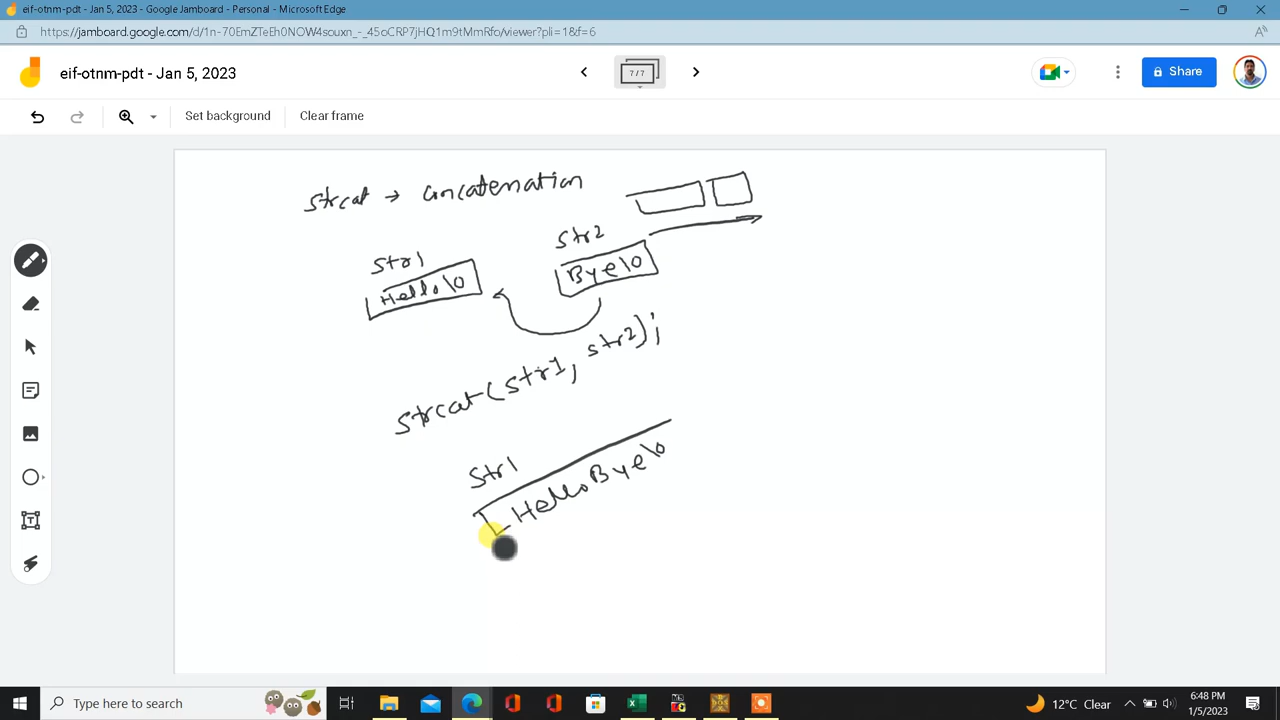 eif-otnm-pdt - Jan 5, 2023 - Google Jamboard - Personal - Microsoft Edge
https://jamboard.google.com/d/1n-70EmZTeEh0NOW4souxn_-_45oCRP7jHQ1m9tMmRfo/viewer?pli=1&f=6
eif-otnm-pdt - Jan 5, 2023
7 / 7
Share
Set background
Clear frame
strcat → concatenation
str1
str2
Hello\0
Bye\0
strcat(str1, str2);
str1
HelloBye\0
Type here to search
12°C Clear
6:48 PM
1/5/2023